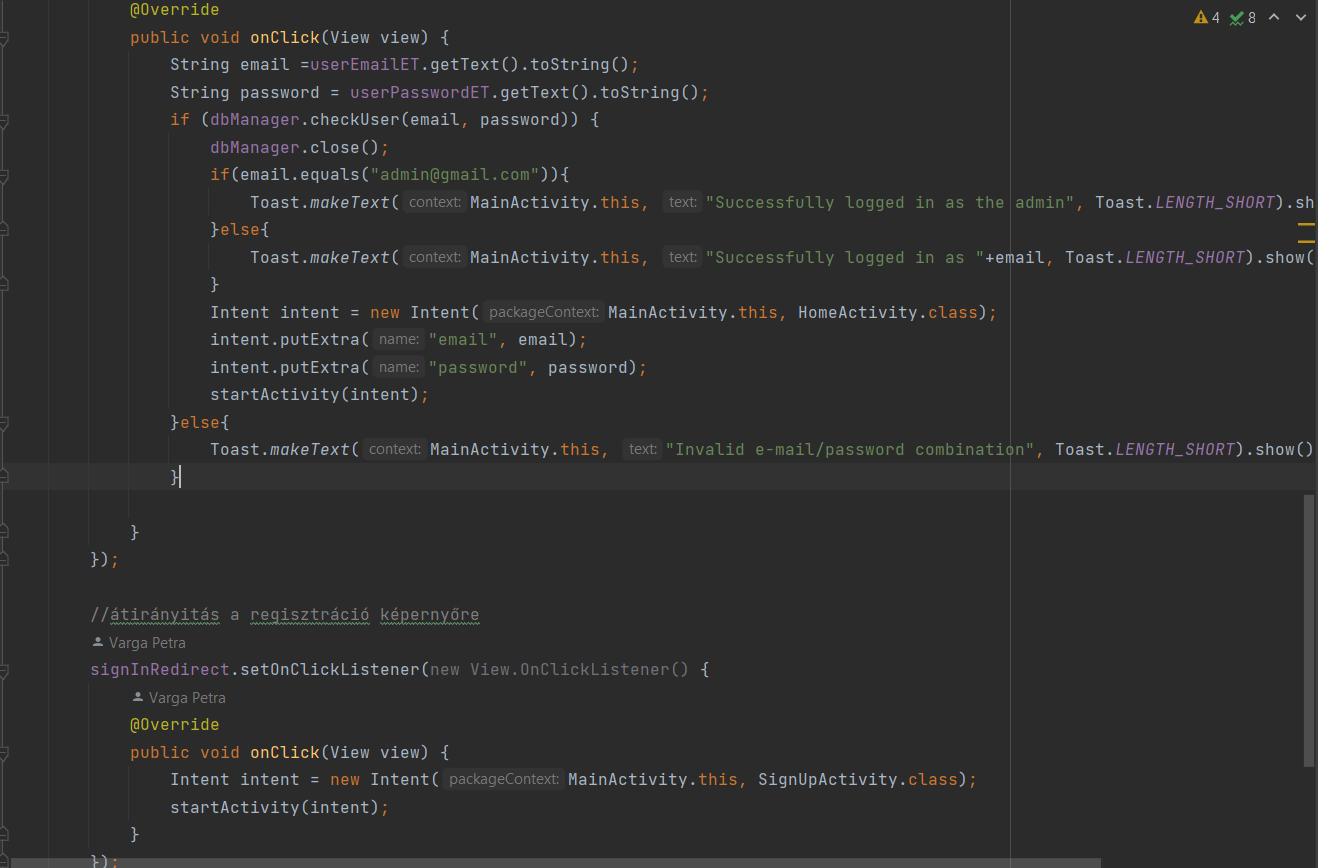 @Override
4 8
public void onClick(View view) {
String email =userEmailET.getText().toString();
String password = userPasswordET.getText().toString();
if (dbManager.checkUser(email, password)) {
dbManager.close();
if(email.equals("admin@gmail.com")){
Toast.makeText( context: MainActivity.this, text: "Successfully logged in as the admin", Toast.LENGTH_SHORT).sh
}else{
Toast.makeText( context: MainActivity.this, text: "Successfully logged in as "+email, Toast.LENGTH_SHORT).show(
}
Intent intent = new Intent( packageContext: MainActivity.this, HomeActivity.class);
intent.putExtra( name: "email", email);
intent.putExtra( name: "password", password);
startActivity(intent);
}else{
Toast.makeText( context: MainActivity.this, text: "Invalid e-mail/password combination", Toast.LENGTH_SHORT).show()
}
}
});
//átirányitás a regisztráció képernyőre
Varga Petra
signInRedirect.setOnClickListener(new View.OnClickListener() {
Varga Petra
@Override
public void onClick(View view) {
Intent intent = new Intent( packageContext: MainActivity.this, SignUpActivity.class);
startActivity(intent);
}
});